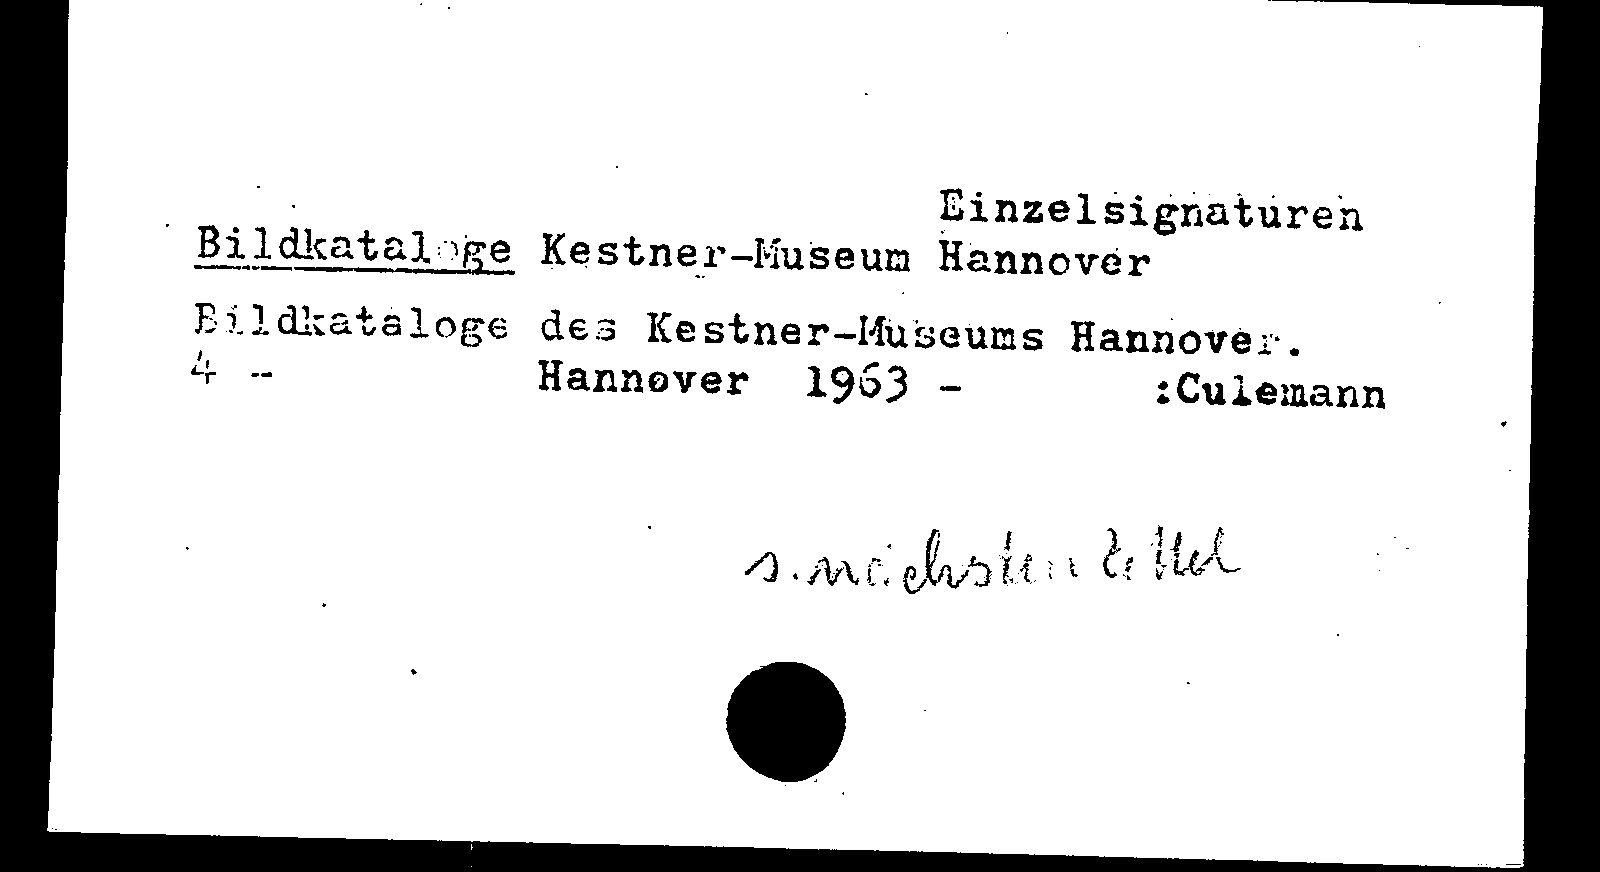 Einzelsignaturen
Bildkataloge Kestner-Museum Hannover
Bildkataloge des Kestner-Museums Hannover.
4 -- Hannover 1963 - :Culemann
s. nächsten Zettel